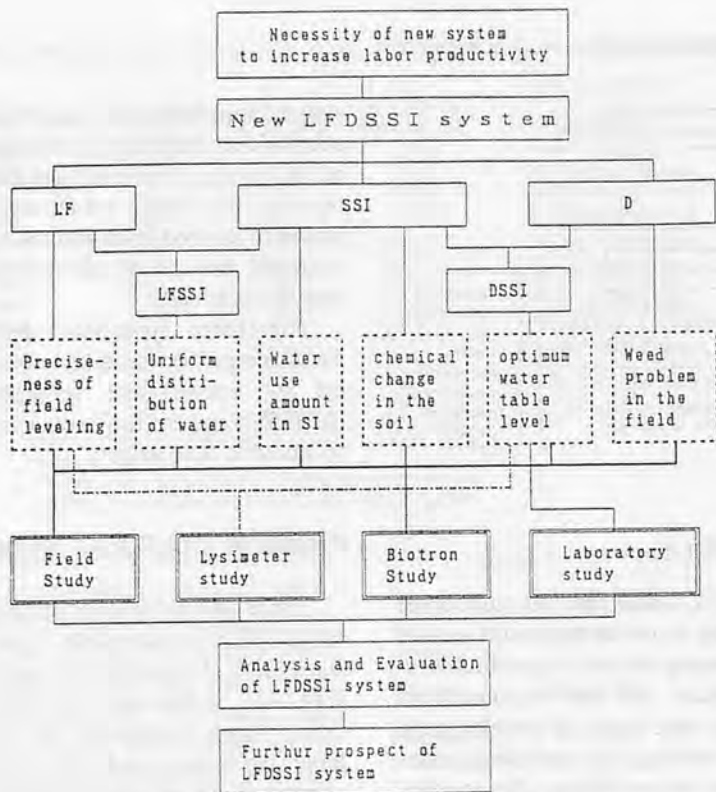 Necessity of new system
to increase labor productivity
New LFDSSI system
LF
SSI
D
LFSSI
DSSI
Precise-
ness of
field
leveling
Uniform
distri-
bution
of water
Water
use
amount
in SI
chemical
change
in the
soil
optimum
water
table
level
Weed
problem
in the
field
Field
Study
Lysimeter
study
Biotron
Study
Laboratory
study
Analysis and Evaluation
of LFDSSI system
Furthur prospect of
LFDSSI system